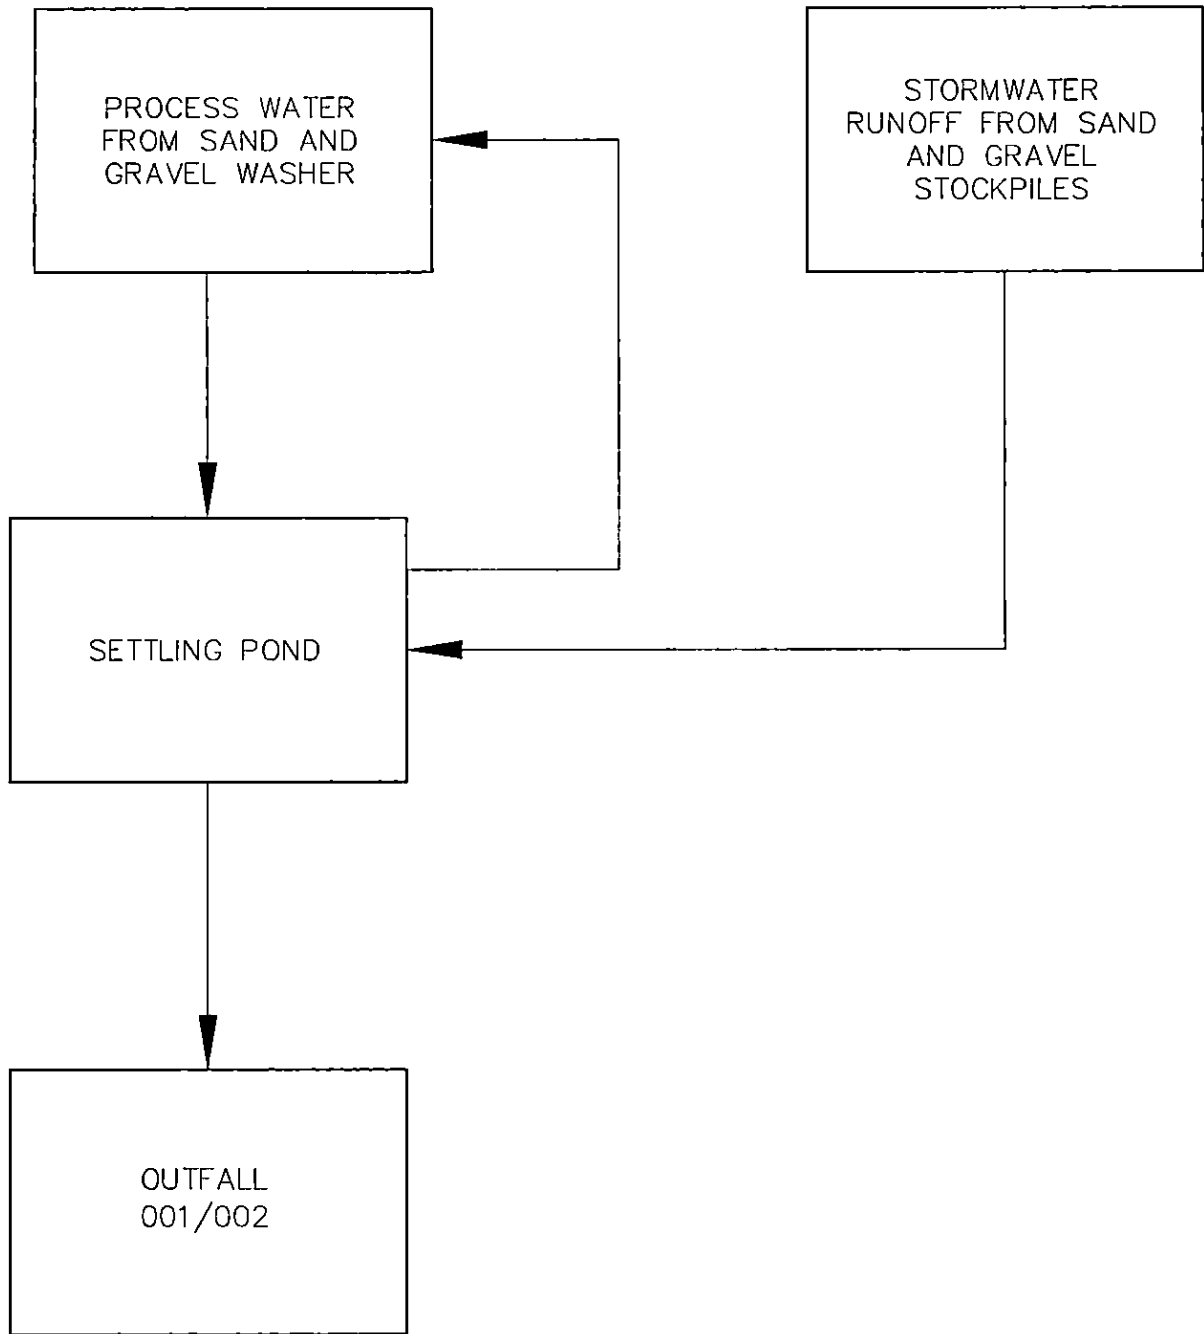 PROCESS WATER
FROM SAND AND
GRAVEL WASHER
STORMWATER
RUNOFF FROM SAND
AND GRAVEL
STOCKPILES
SETTLING POND
OUTFALL
001/002